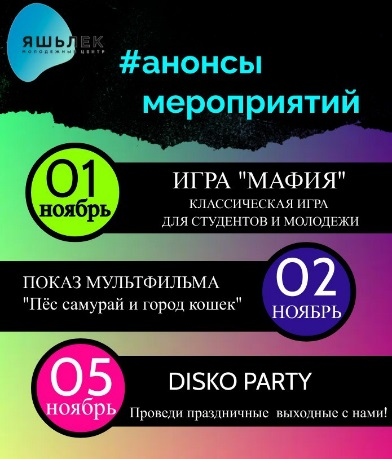 ЯШЬЛЕК
МОЛОДЕЖНЫЙ ЦЕНТР
#анонсы
мероприятий
01
ноябрь
ИГРА "МАФИЯ"
КЛАССИЧЕСКАЯ ИГРА
ДЛЯ СТУДЕНТОВ И МОЛОДЕЖИ
ПОКАЗ МУЛЬТФИЛЬМА
"Пёс самурай и город кошек"
02
НОЯБРЬ
05
ноябрь
DISKO PARTY
Проведи праздничные выходные с нами!